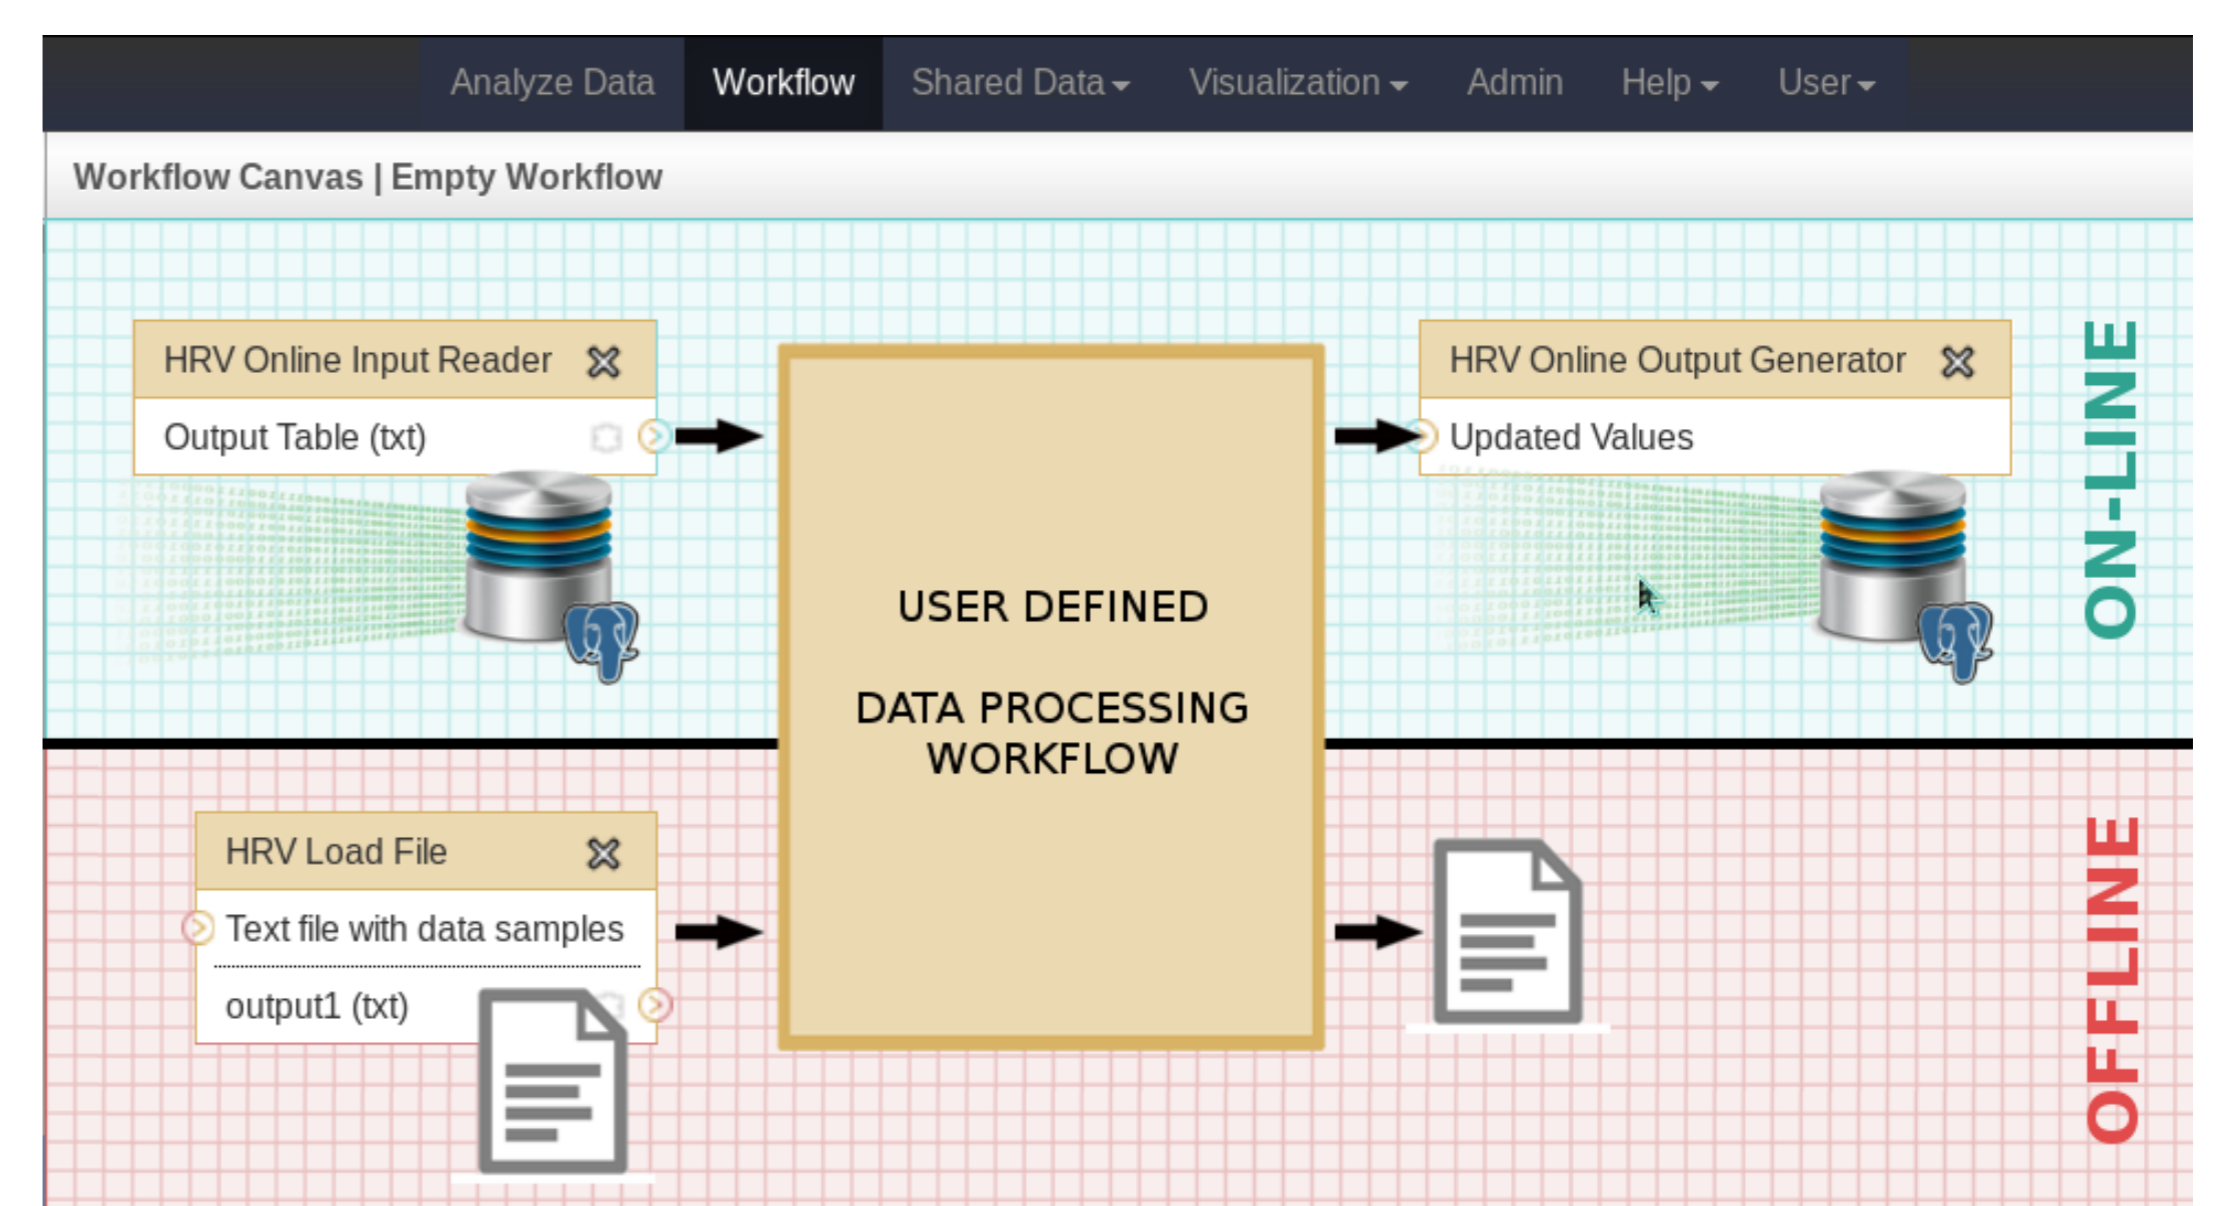 Analyze Data Workflow Shared Data Visualization Admin Help User
Workflow Canvas | Empty Workflow
HRV Online Input Reader
Output Table (txt)
USER DEFINED
DATA PROCESSING
WORKFLOW
HRV Online Output Generator
Updated Values
ON-LINE
HRV Load File
Text file with data samples
output1 (txt)
OFFLINE